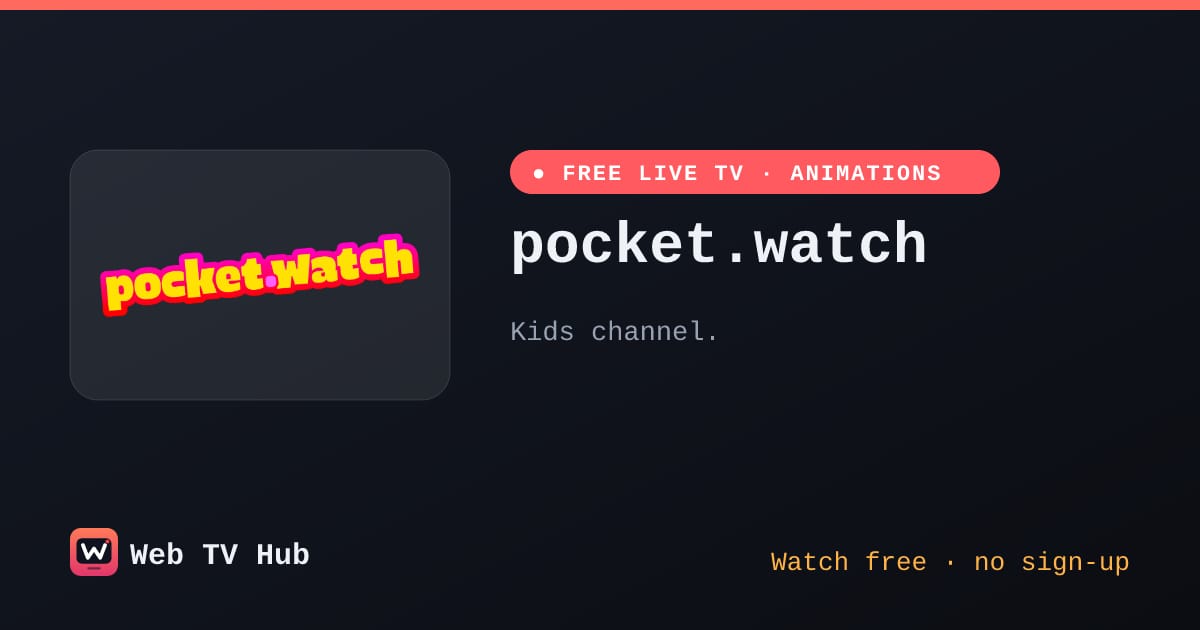 pocket.watch
● FREE LIVE TV · ANIMATIONS
pocket.watch
Kids channel.
W
Web TV Hub
Watch free · no sign-up